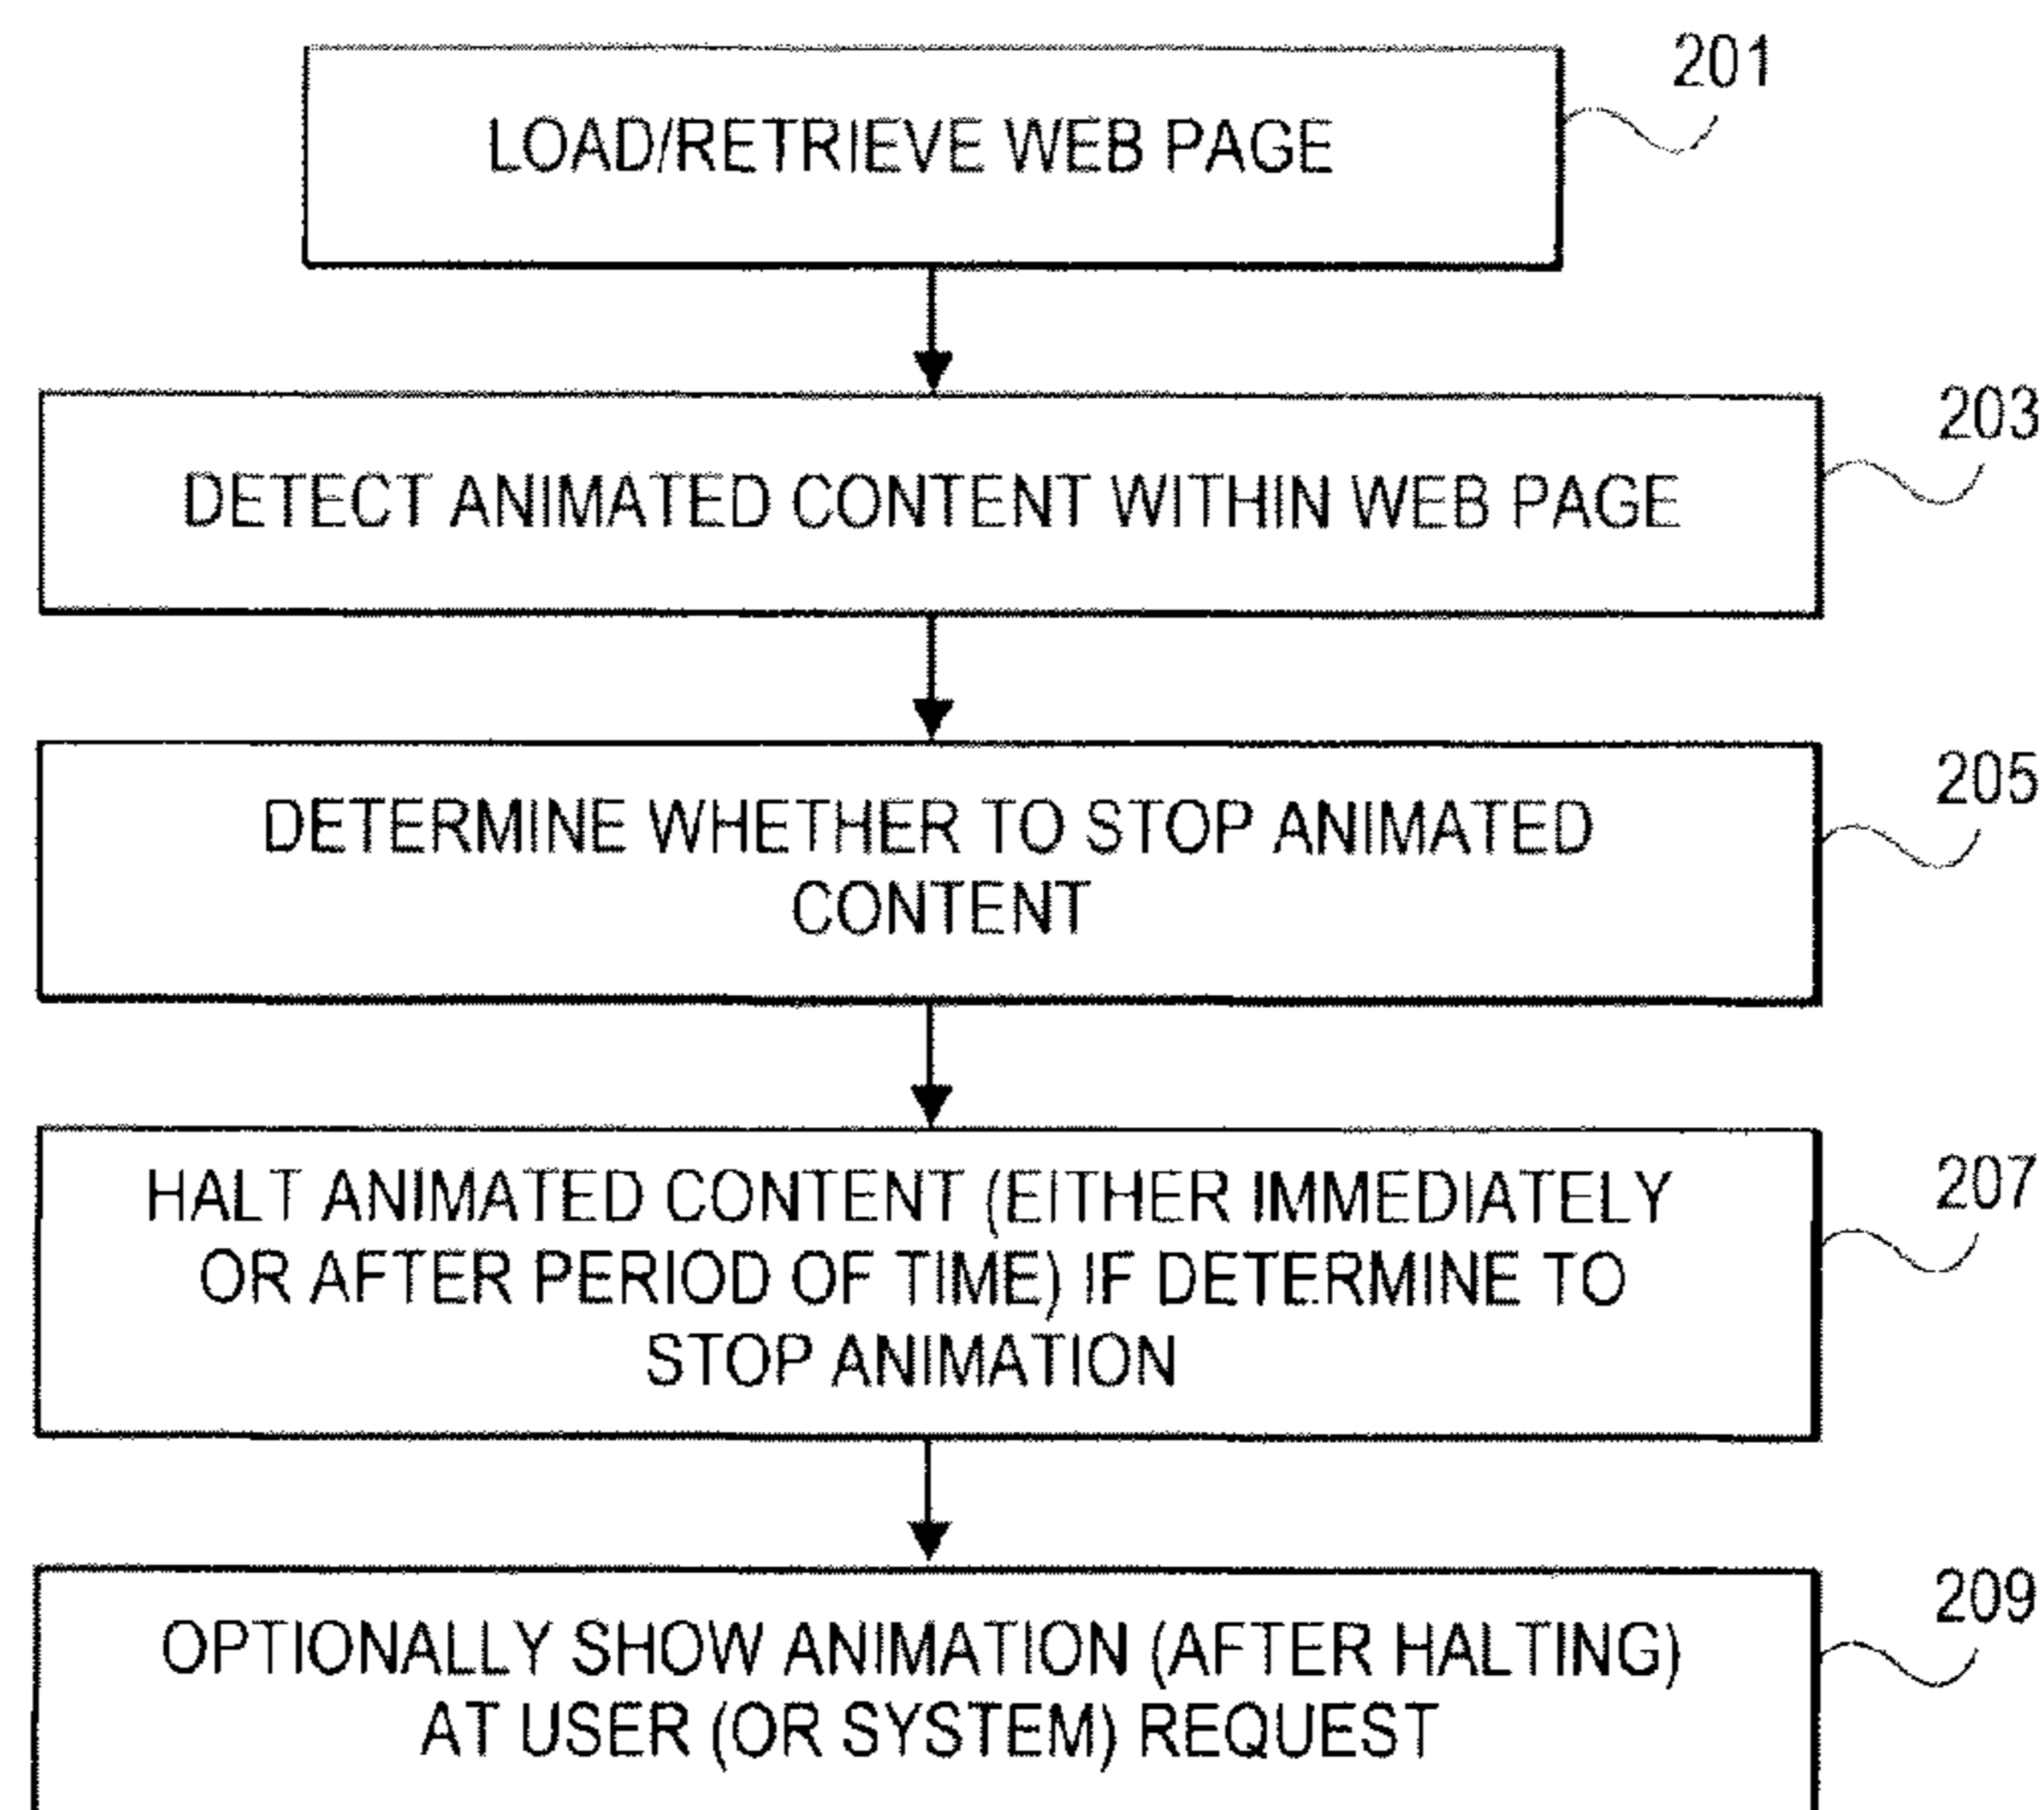 201
LOAD/RETRIEVE WEB PAGE
203
DETECT ANIMATED CONTENT WITHIN WEB PAGE
205
DETERMINE WHETHER TO STOP ANIMATED
CONTENT
207
HALT ANIMATED CONTENT (EITHER IMMEDIATELY
OR AFTER PERIOD OF TIME) IF DETERMINE TO
STOP ANIMATION
209
OPTIONALLY SHOW ANIMATION (AFTER HALTING)
AT USER (OR SYSTEM) REQUEST